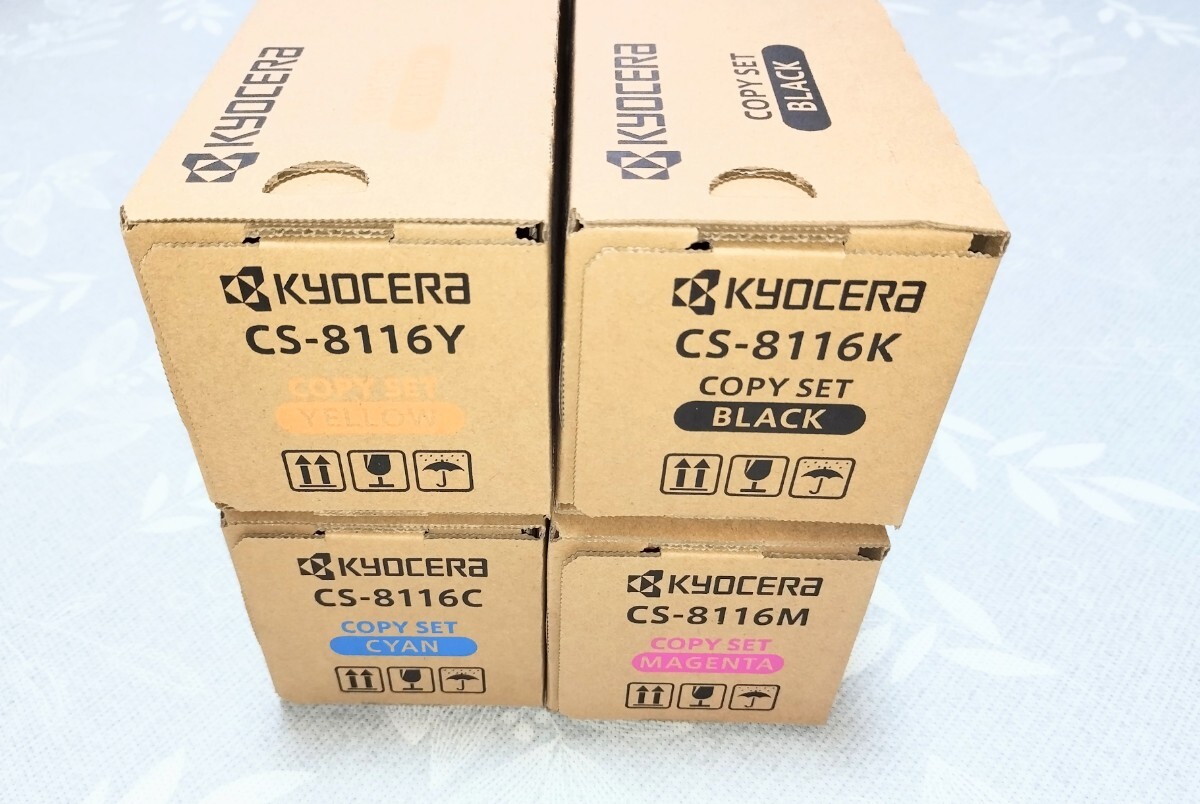 KYOCERA
KYOCERA
COPY SET
BLACK
KYOCERA
CS-8116Y
COPY SET
YELLOW
KYOCERA
CS-8116K
COPY SET
BLACK
KYOCERA
CS-8116C
COPY SET
CYAN
KYOCERA
CS-8116M
COPY SET
MAGENTA